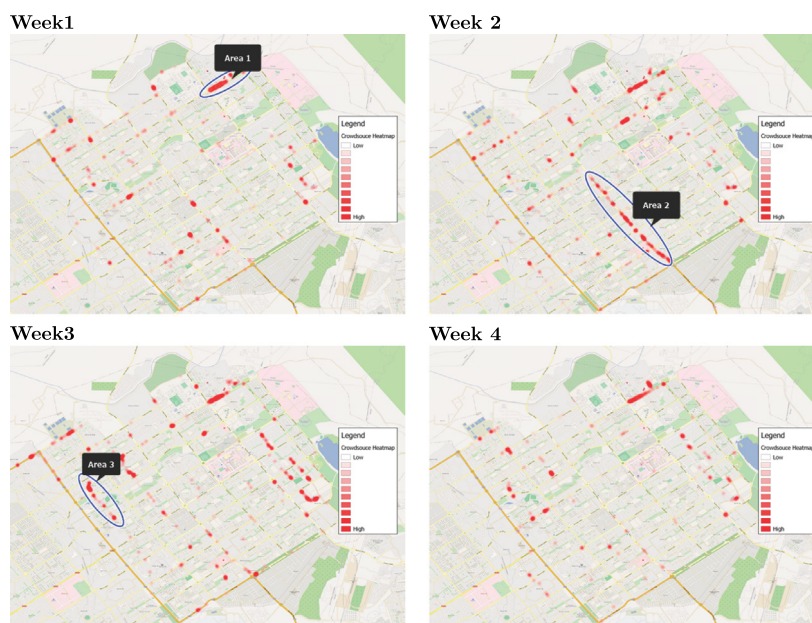 Week1
Week 2
Area 1
Legend
Crowdsouce Heatmap
Low
High
Legend
Crowdsouce Heatmap
Low
High
Area 2
Week3
Week 4
Legend
Crowdsouce Heatmap
Low
High
Area 3
Legend
Crowdsouce Heatmap
Low
High